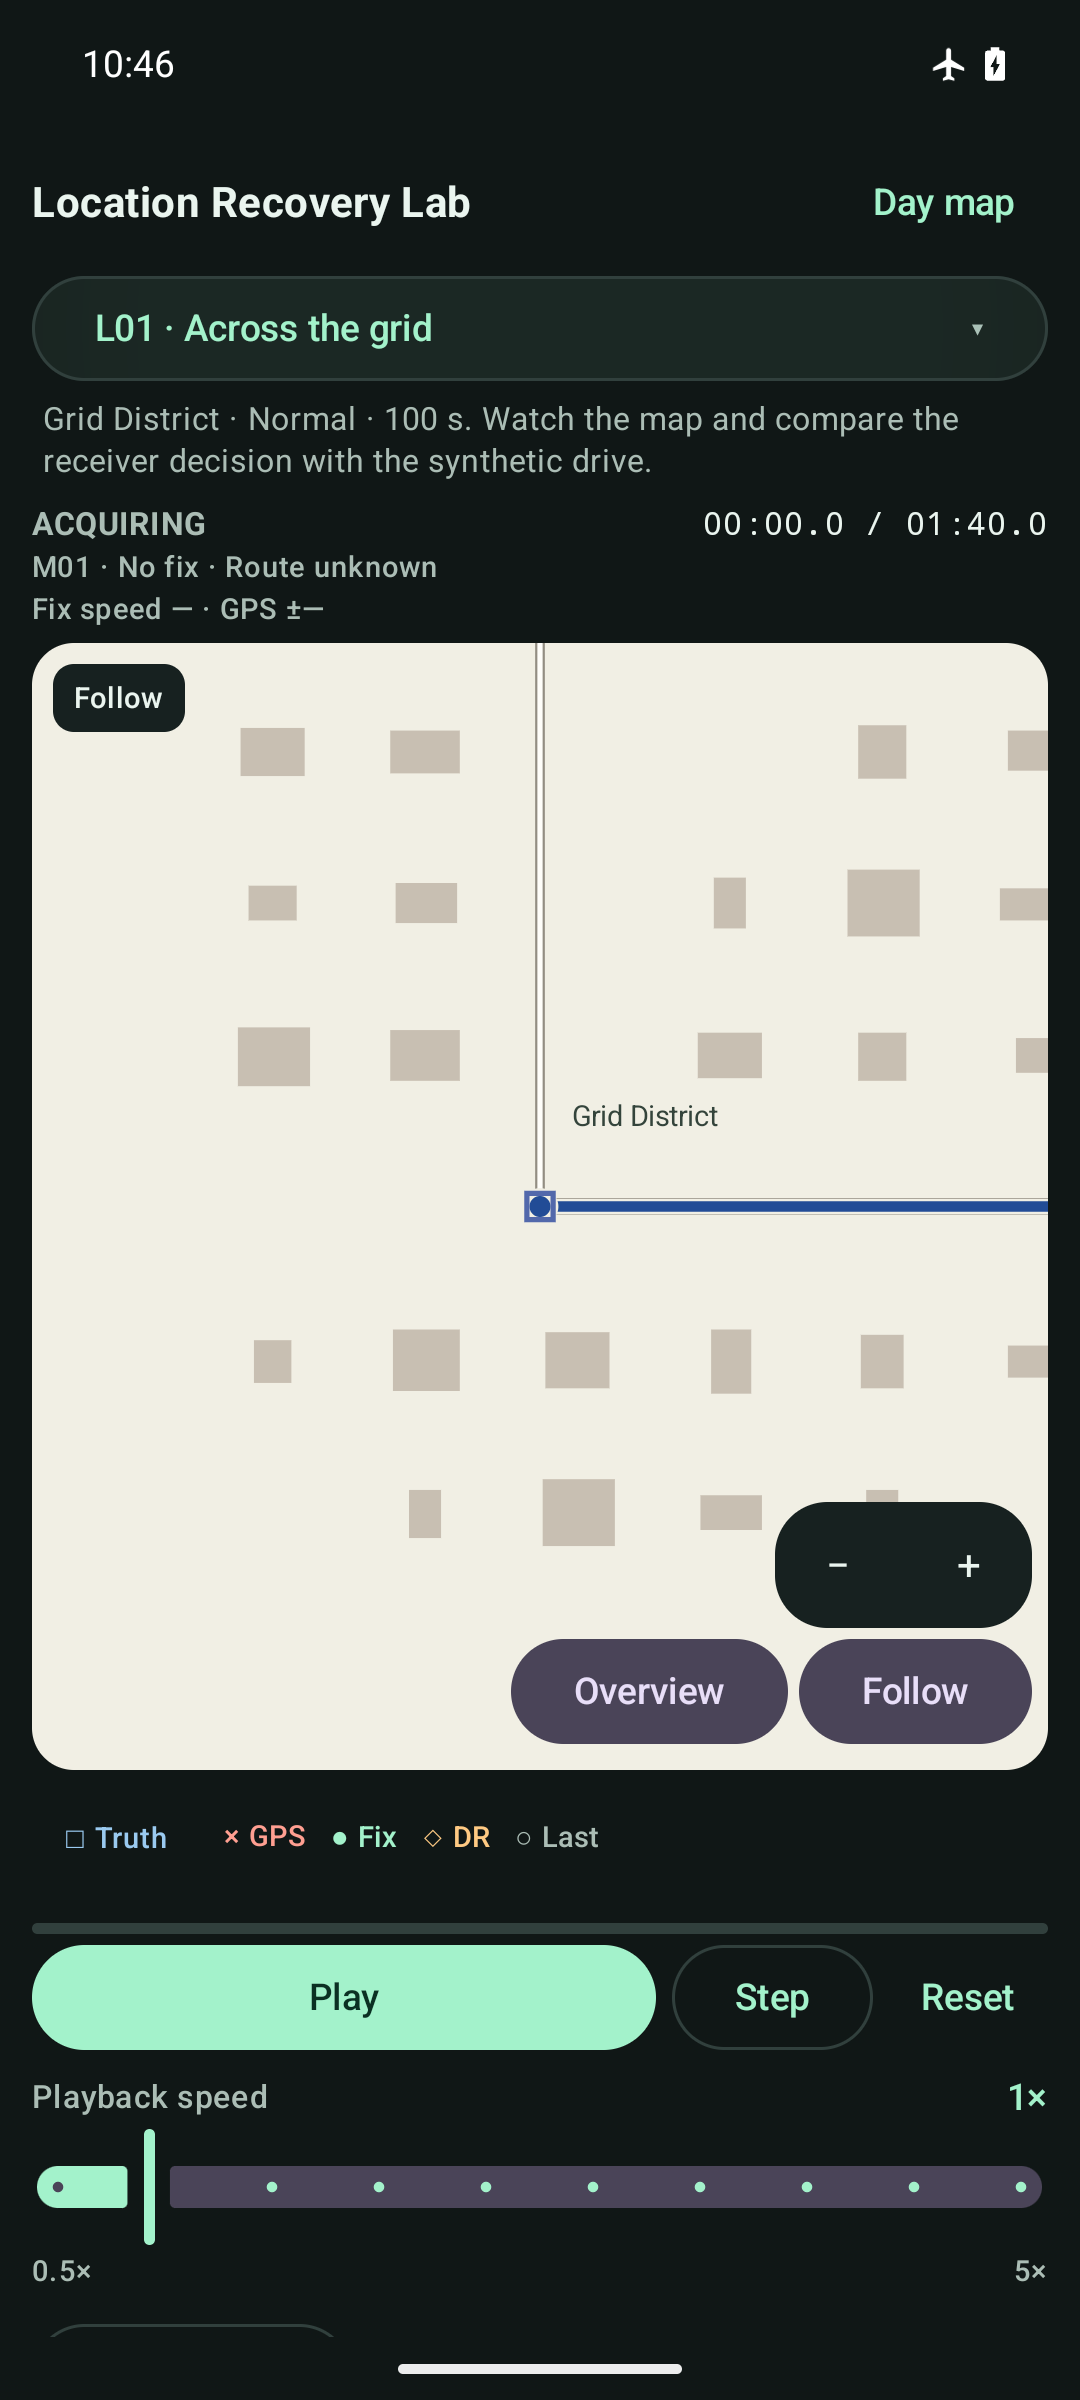 10:46
Location Recovery Lab
Day map
L01 · Across the grid
Grid District · Normal · 100 s. Watch the map and compare the
receiver decision with the synthetic drive.
ACQUIRING
00:00.0 / 01:40.0
M01 · No fix · Route unknown
Fix speed — · GPS ±—
Follow
Grid District
− +
Overview
Follow
□ Truth × GPS ● Fix ◇ DR ○ Last
Play
Step
Reset
Playback speed
1×
0.5×
5×